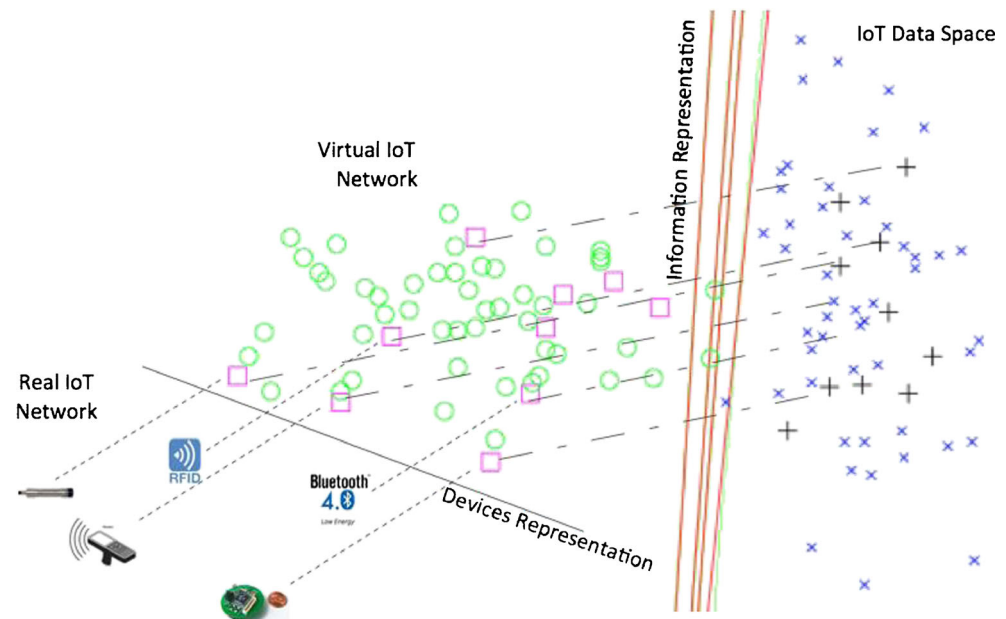 IoT Data Space
Information Representation
Virtual IoT
Network
Real IoT
Network
RFID
Bluetooth
4.0
Low Energy
Devices Representation